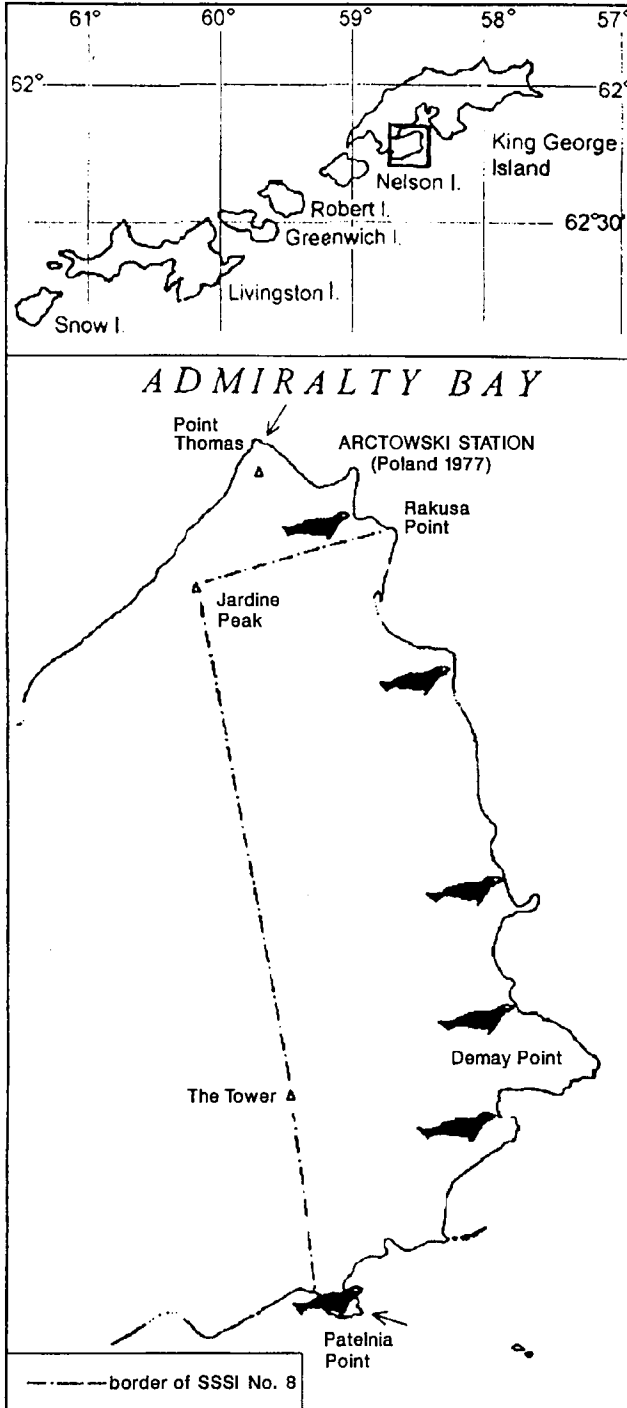 61° 60° 59° 58° 57°
62° 62°
King George
Island
Nelson I.
Robert I.
62°30'
Greenwich I.
Livingston I.
Snow I.
ADMIRALTY BAY
Point
Thomas
ARCTOWSKI STATION
(Poland 1977)
Rakusa
Point
Jardine
Peak
Demay Point
The Tower
Patelnia
Point
border of SSSI No. 8